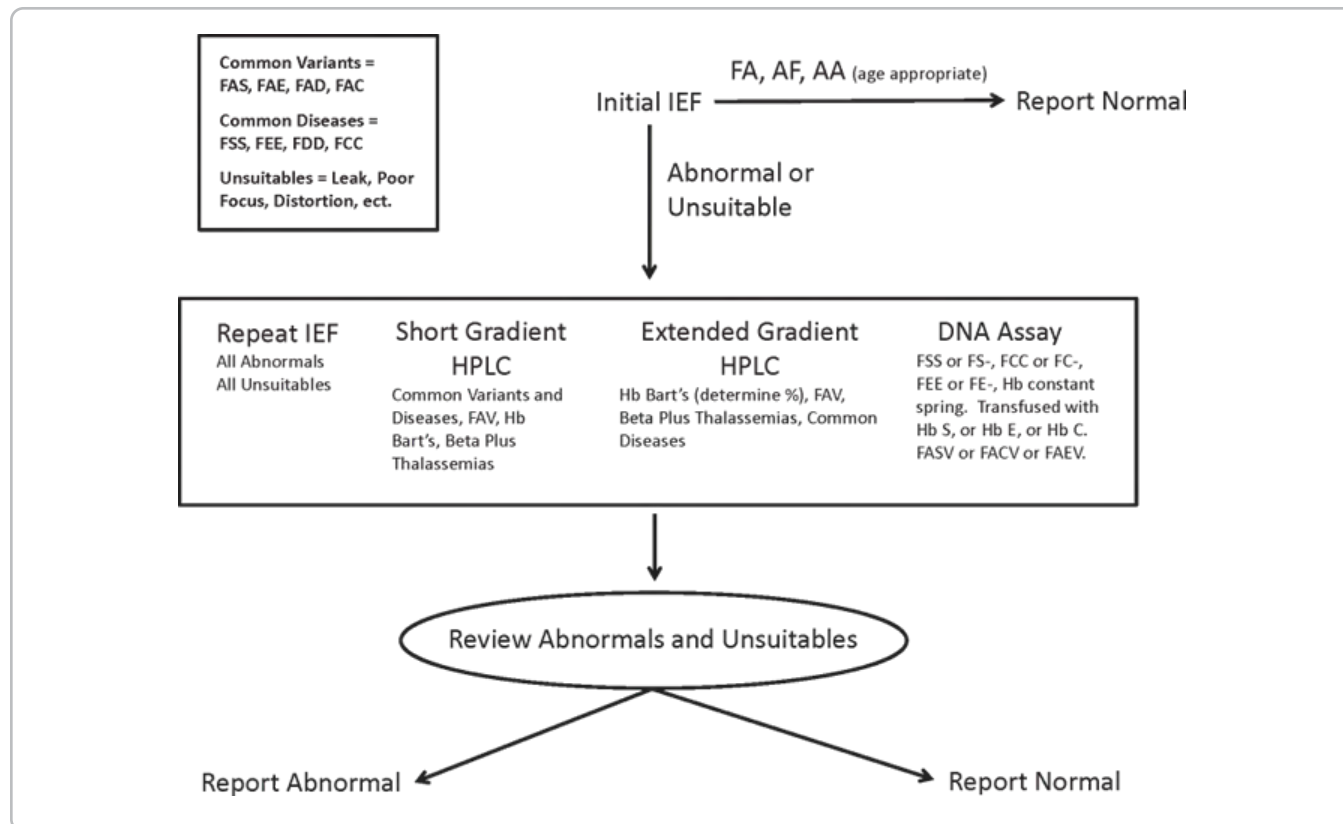 Common Variants =
FAS, FAE, FAD, FAC
Common Diseases =
FSS, FEE, FDD, FCC
Unsuitables = Leak, Poor
Focus, Distortion, ect.
FA, AF, AA (age appropriate)
Initial IEF
Report Normal
Abnormal or
Unsuitable
Repeat IEF
All Abnormals
All Unsuitables
Short Gradient
HPLC
Common Variants and
Diseases, FAV, Hb
Bart's, Beta Plus
Thalassemias
Extended Gradient
HPLC
Hb Bart's (determine %), FAV,
Beta Plus Thalassemias, Common
Diseases
DNA Assay
FSS or FS-, FCC or FC-,
FEE or FE-, Hb constant
spring. Transfused with
Hb S, or Hb E, or Hb C.
FASV or FACV or FAEV.
Review Abnormals and Unsuitables
Report Abnormal
Report Normal